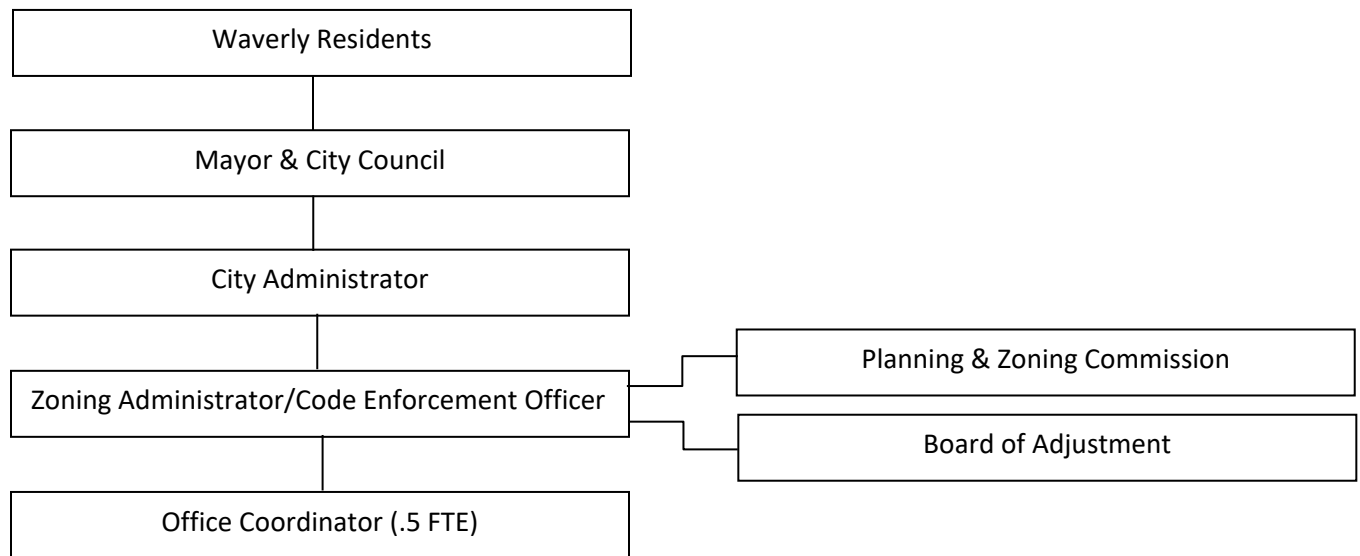 Waverly Residents
Mayor & City Council
City Administrator
Zoning Administrator/Code Enforcement Officer
Planning & Zoning Commission
Board of Adjustment
Office Coordinator (.5 FTE)